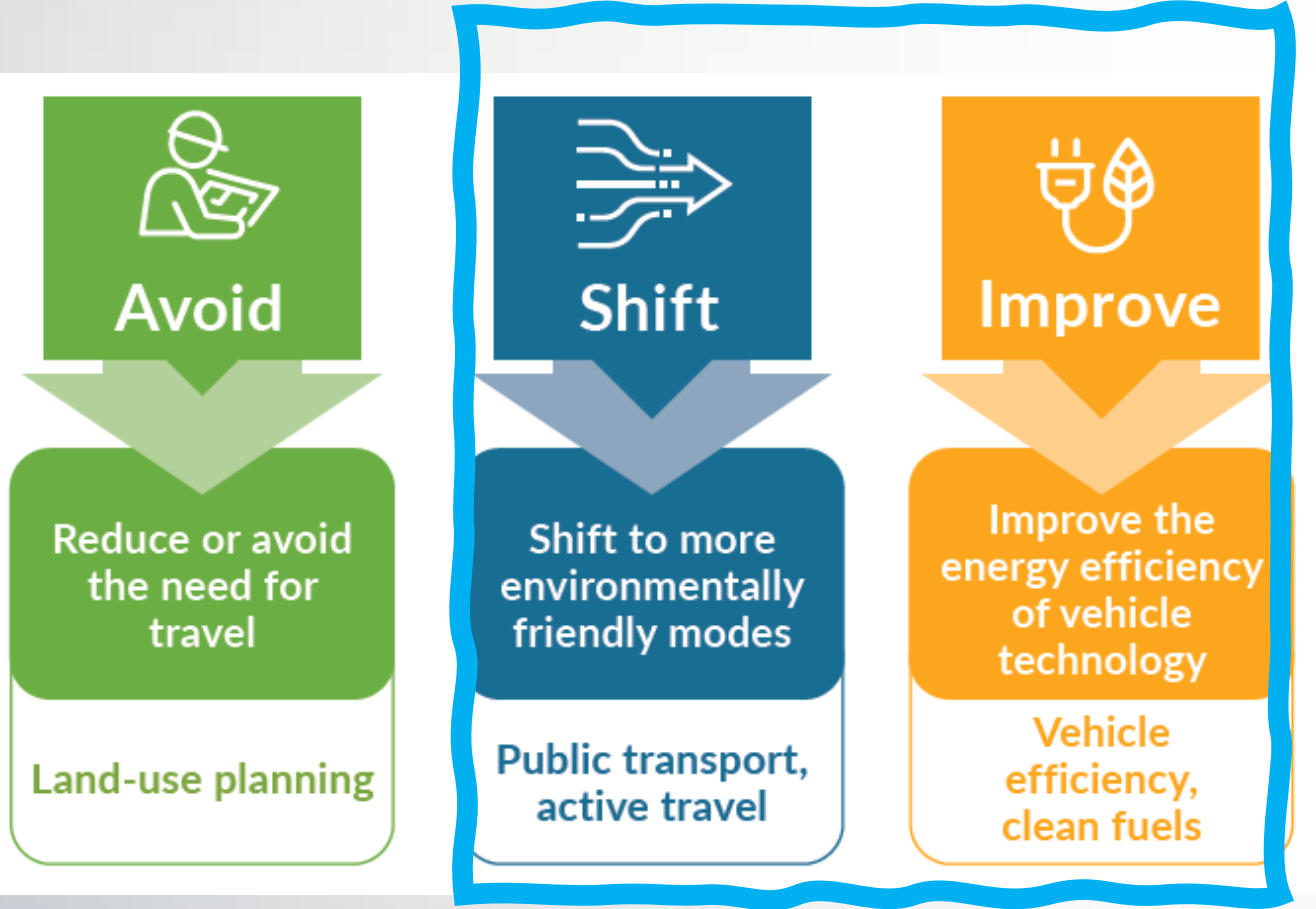 Avoid
Reduce or avoid
the need for
travel
Land-use planning
Shift
Shift to more
environmentally
friendly modes
Public transport,
active travel
Improve
Improve the
energy efficiency
of vehicle
technology
Vehicle
efficiency,
clean fuels